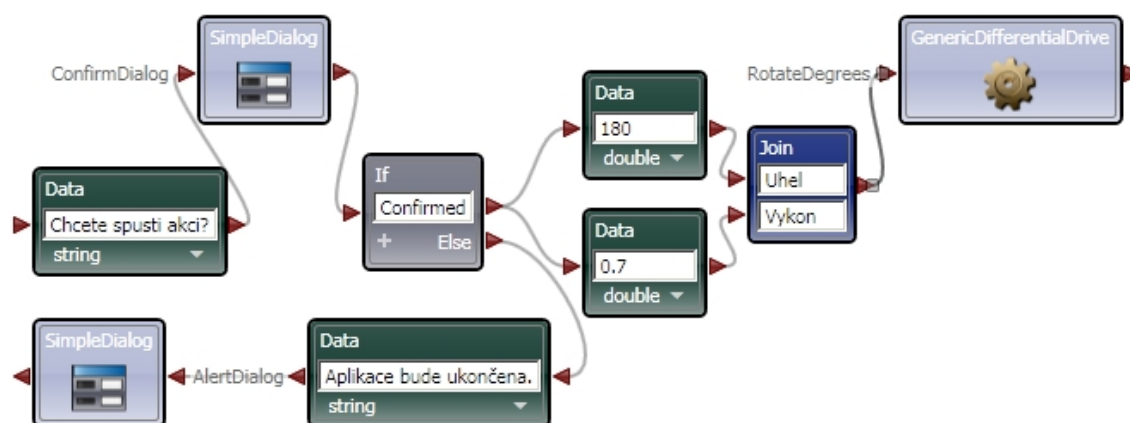 SimpleDialog
ConfirmDialog
Data
Chcete spusti akci?
string
If
Confirmed
Else
Data
180
double
Data
0.7
double
Join
Uhel
Vykon
RotateDegrees
GenericDifferentialDrive
SimpleDialog
AlertDialog
Data
Aplikace bude ukončena.
string